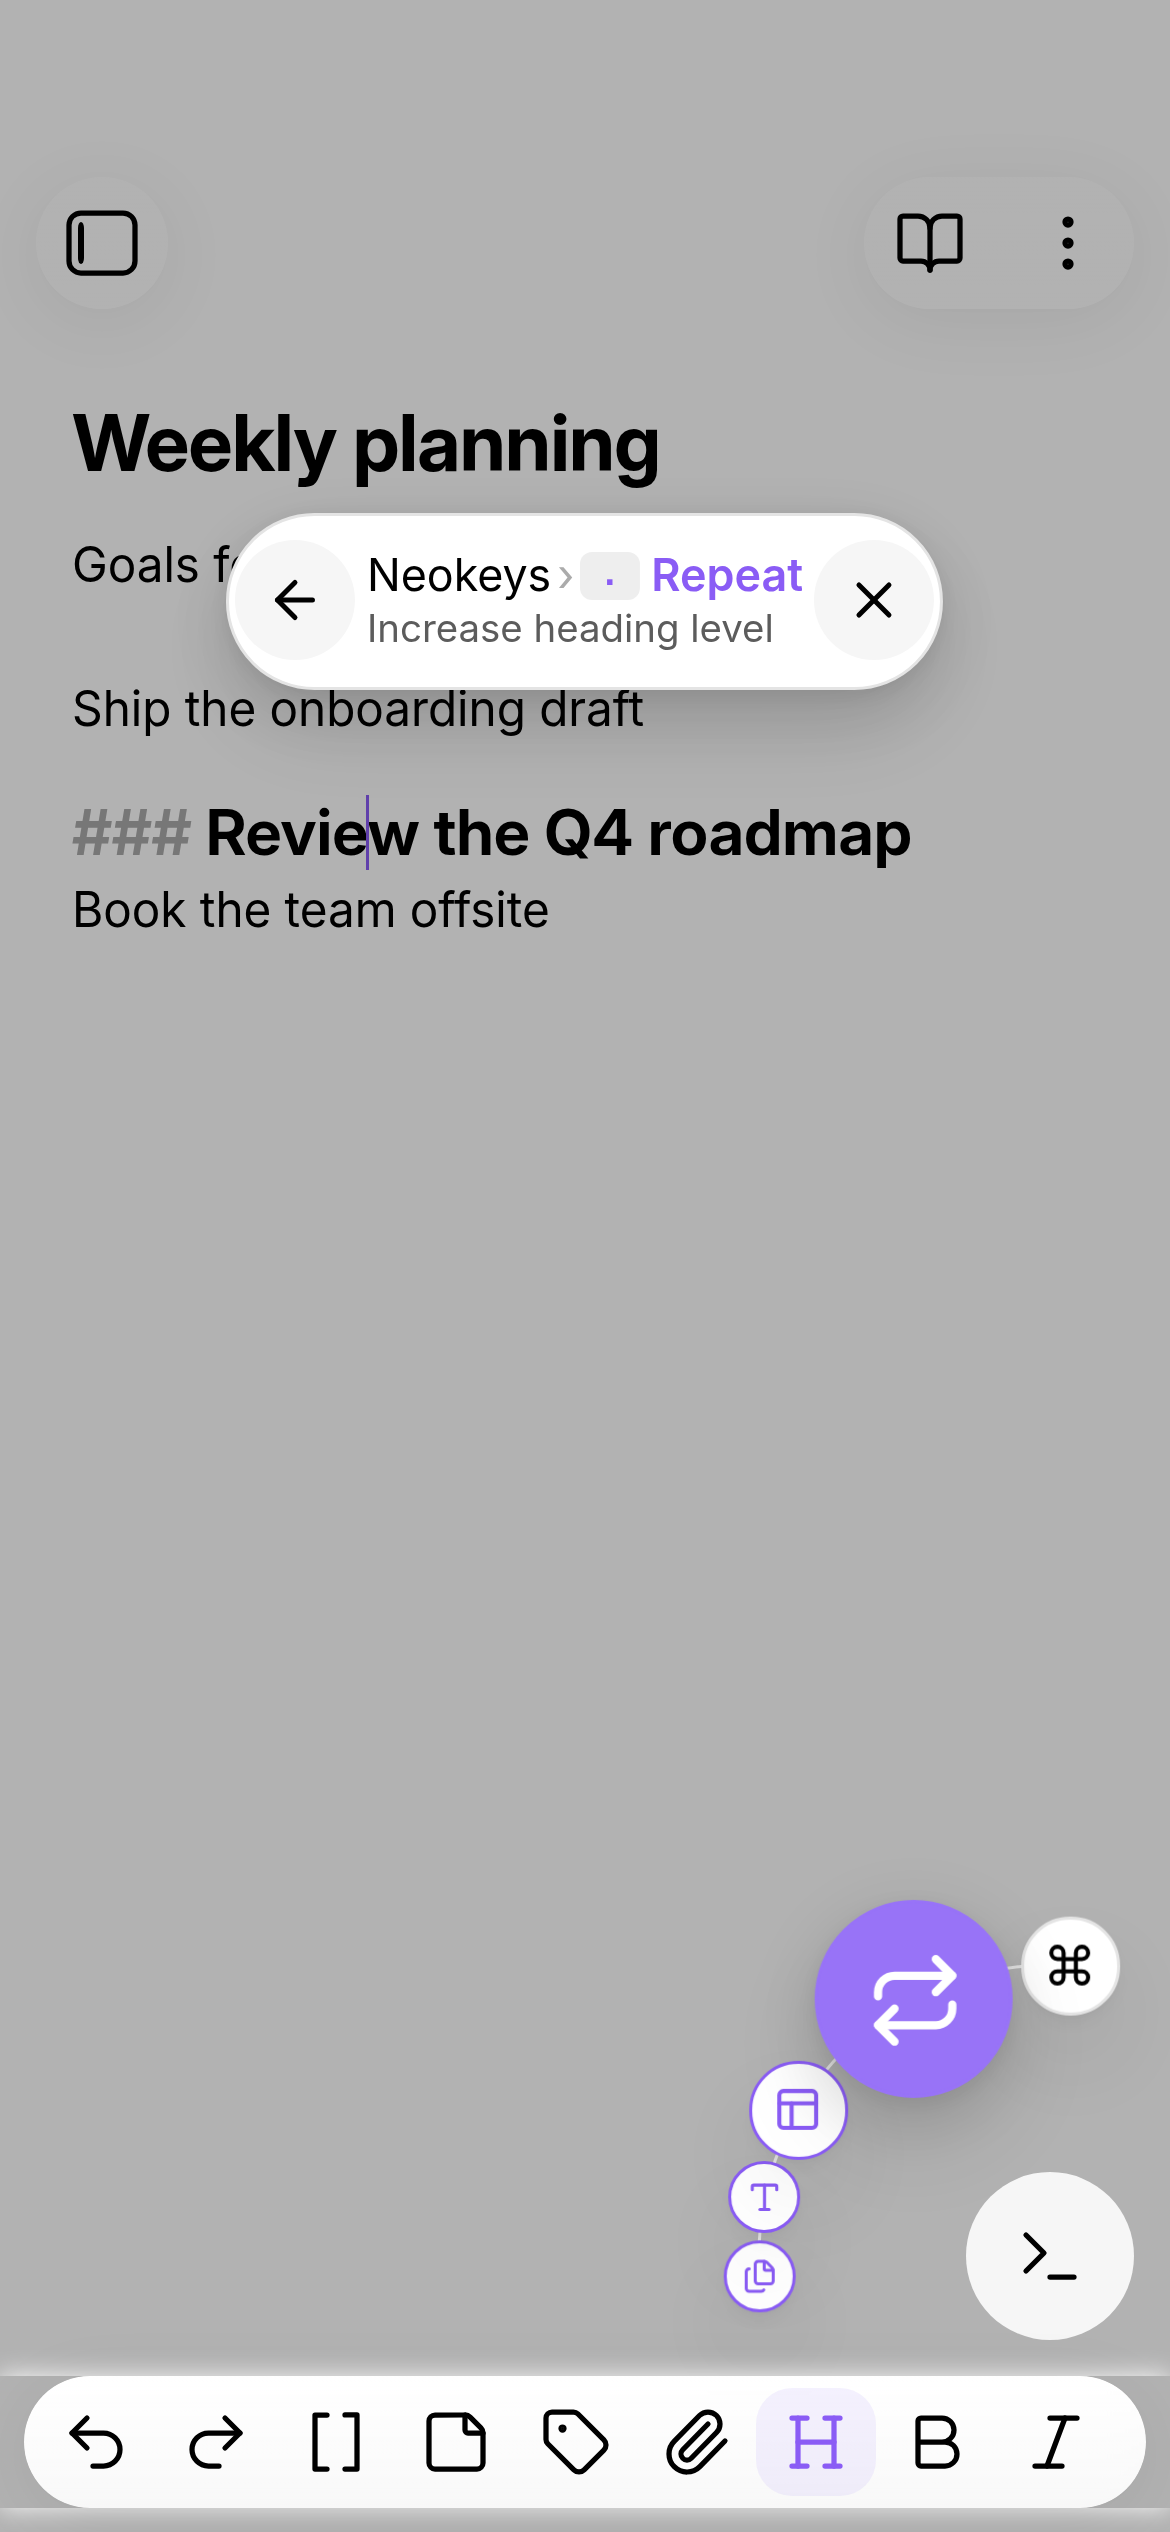 Weekly planning
Goals f
Neokeys › . Repeat
Increase heading level
Ship the onboarding draft
### Review the Q4 roadmap
Book the team offsite